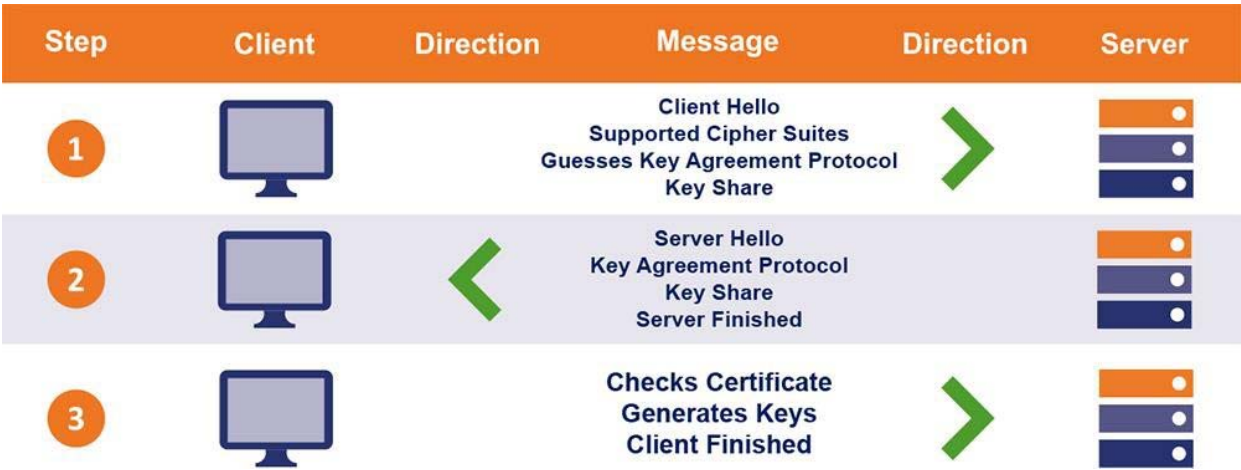 Step Client Direction Message Direction Server
1
Client Hello
Supported Cipher Suites
Guesses Key Agreement Protocol
Key Share
2
Server Hello
Key Agreement Protocol
Key Share
Server Finished
3
Checks Certificate
Generates Keys
Client Finished